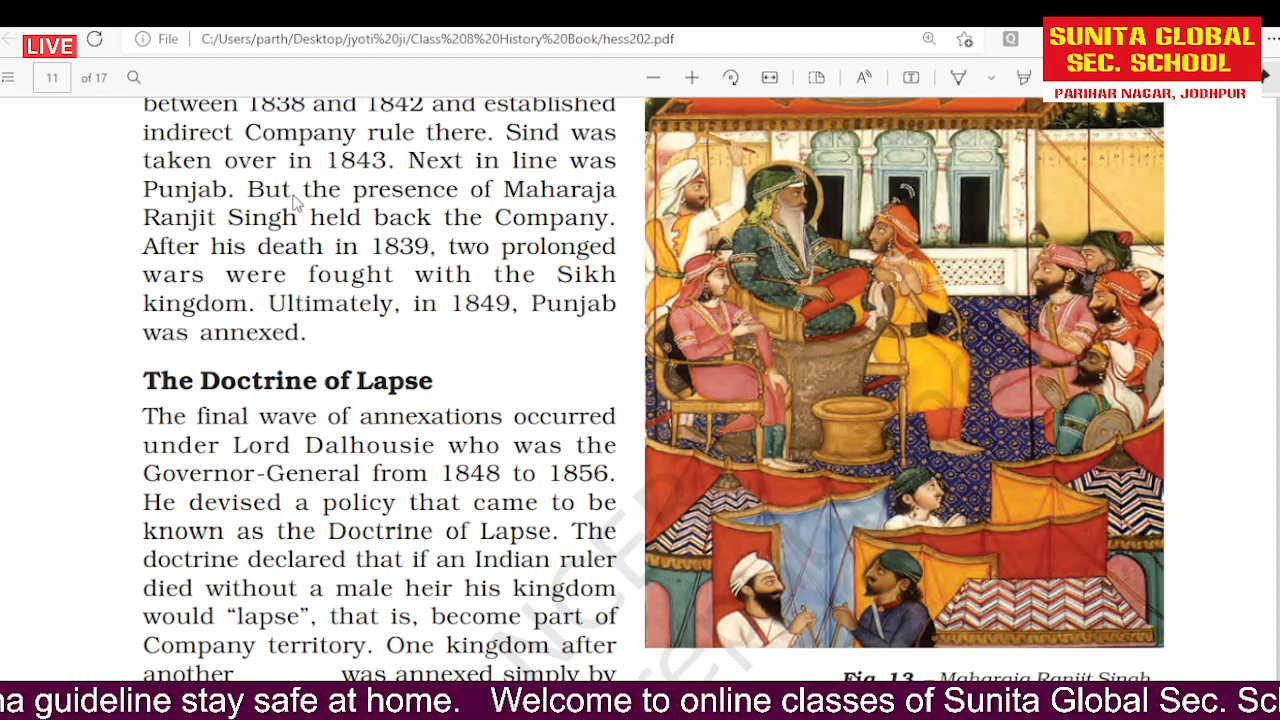 LIVE
File C:/Users/parth/Desktop/jyoti%20ji/Class%208%20History%20Book/hess202.pdf
SUNITA GLOBAL
SEC. SCHOOL
PARIHAR NAGAR, JODHPUR
11 of 17
between 1838 and 1842 and established
indirect Company rule there. Sind was
taken over in 1843. Next in line was
Punjab. But the presence of Maharaja
Ranjit Singh held back the Company.
After his death in 1839, two prolonged
wars were fought with the Sikh
kingdom. Ultimately, in 1849, Punjab
was annexed.
The Doctrine of Lapse
The final wave of annexations occurred
under Lord Dalhousie who was the
Governor-General from 1848 to 1856.
He devised a policy that came to be
known as the Doctrine of Lapse. The
doctrine declared that if an Indian ruler
died without a male heir his kingdom
would “lapse”, that is, become part of
Company territory. One kingdom after
another was annexed simply by
Fig. 13 – Maharaja Ranjit Singh
guideline stay safe at home. Welcome to online classes of Sunita Global Sec.